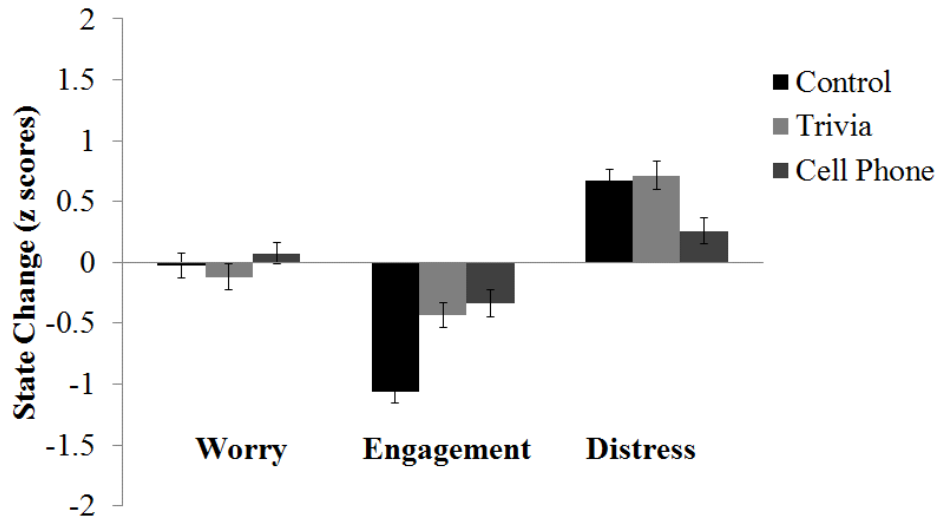 2
1.5
1
0.5
0
-0.5
-1
-1.5
-2
State Change (z scores)
Worry Engagement Distress
Control
Trivia
Cell Phone